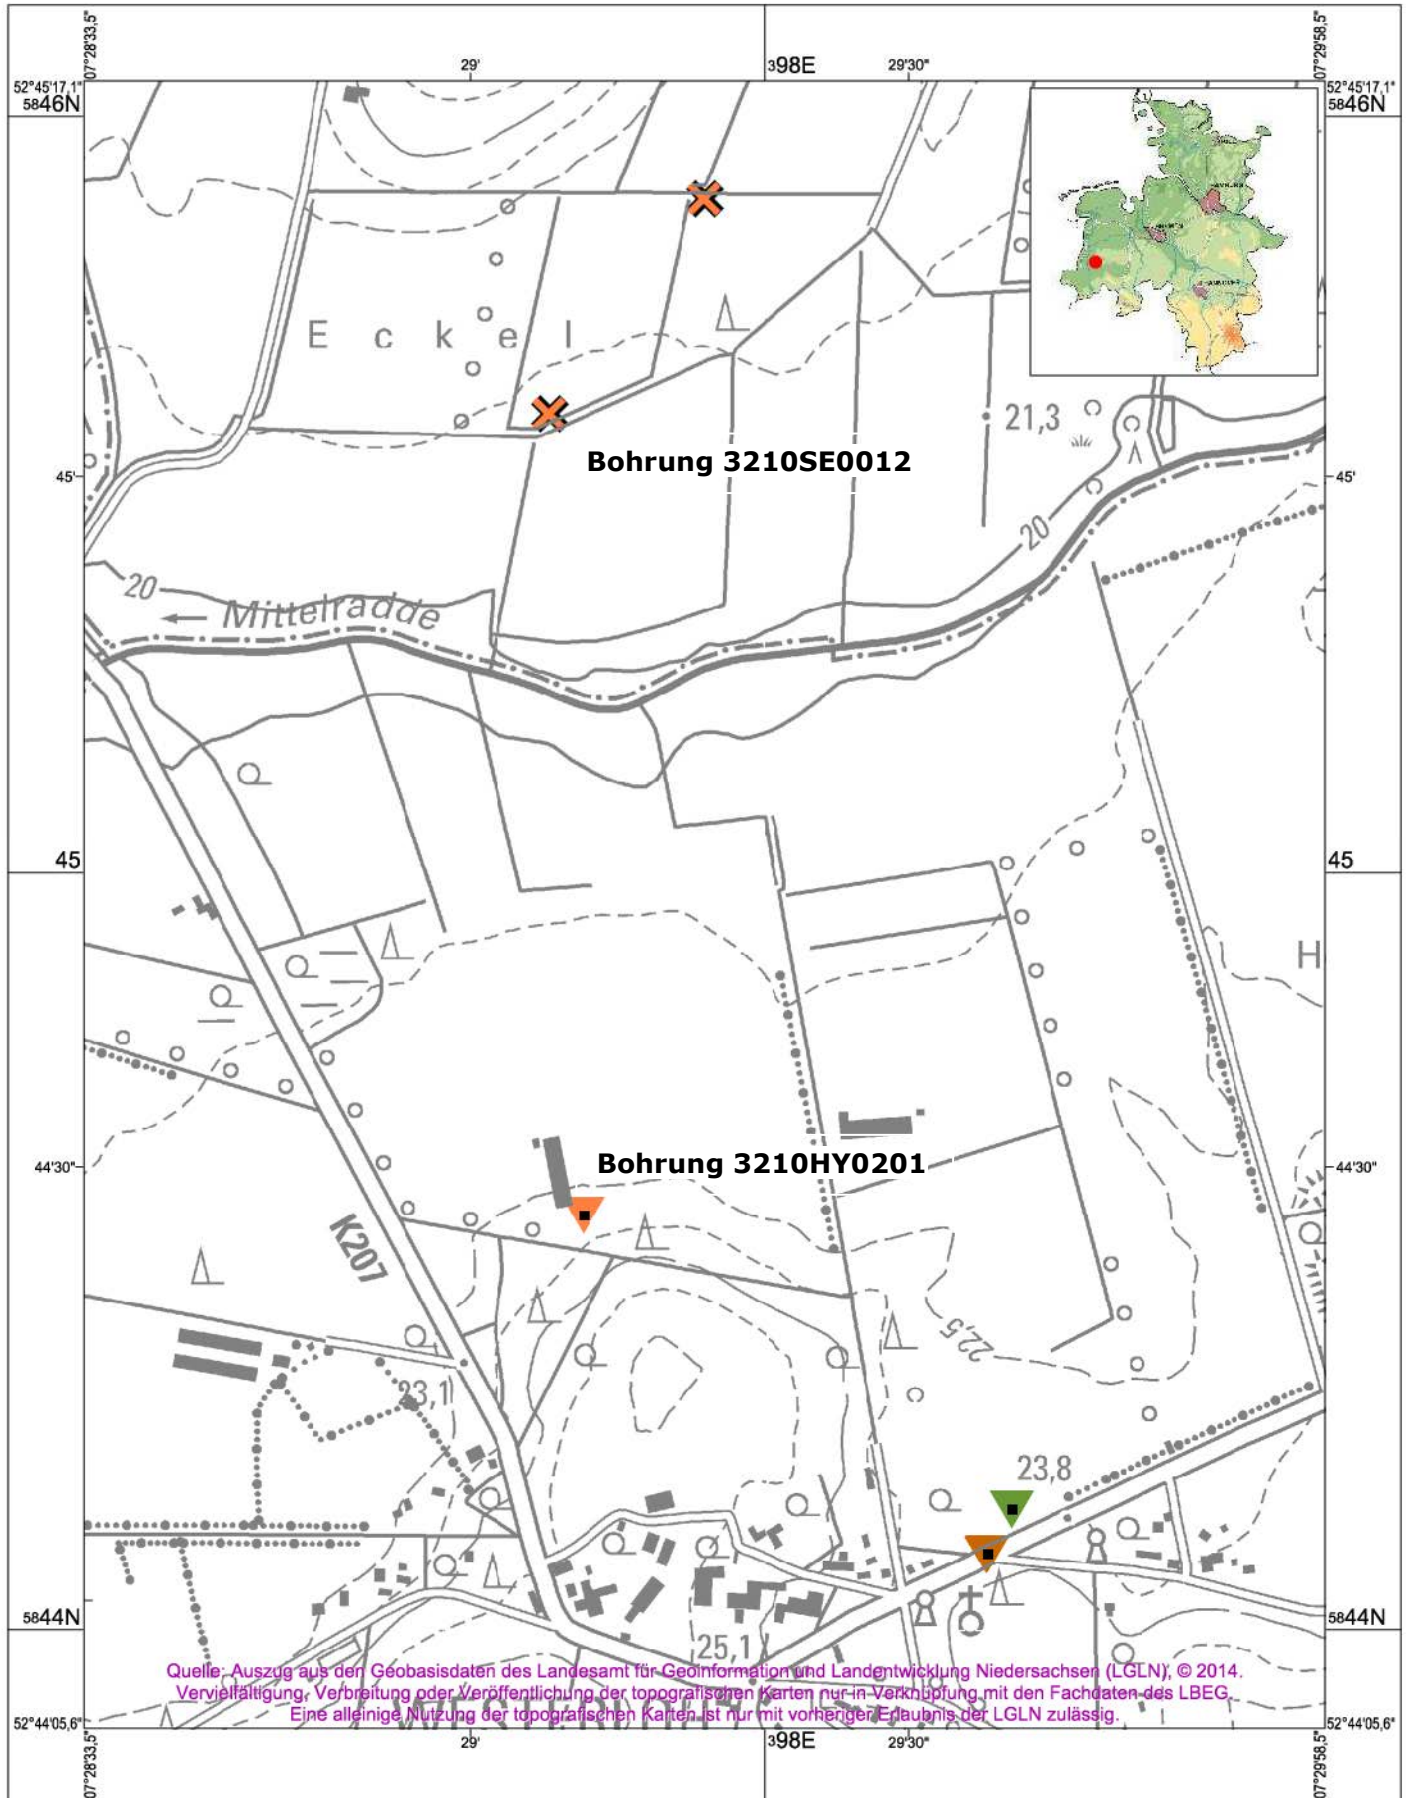 07°28'33,5"
29'
398E
29'30"
07°29'58,5"
52°45'17,1"
5846N
52°45'17,1"
5846N
HAMBURG
HANNOVER
Eckel
21,3
Bohrung 3210SE0012
45'
45'
20
20
← Mittelradde
45
45
H
44'30"
Bohrung 3210HY0201
44'30"
K207
22,5
23,1
23,8
5844N
5844N
25,1
Quelle: Auszug aus den Geobasisdaten des Landesamt für Geoinformation und Landentwicklung Niedersachsen (LGLN), © 2014.
Vervielfältigung, Verbreitung oder Veröffentlichung der topografischen Karten nur in Verknüpfung mit den Fachdaten des LBEG.
Eine alleinige Nutzung der topografischen Karten ist nur mit vorheriger Erlaubnis der LGLN zulässig.
52°44'05,6"
52°44'05,6"
07°28'33,5"
29'
398E
29'30"
07°29'58,5"